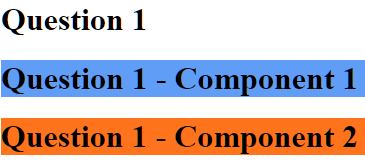 Question 1
Question 1 - Component 1
Question 1 - Component 2